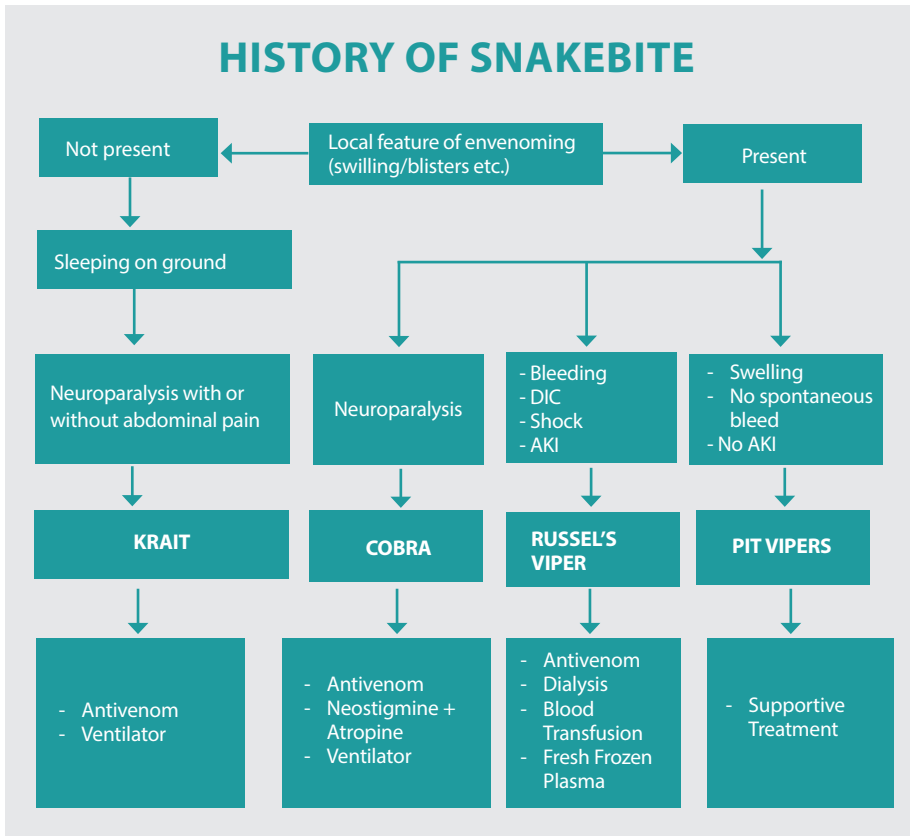 HISTORY OF SNAKEBITE
Not present
Local feature of envenoming
(swilling/blisters etc.)
Present
Sleeping on ground
Neuroparalysis with or
without abdominal pain
Neuroparalysis
- Bleeding
- DIC
- Shock
- AKI
- Swelling
- No spontaneous
bleed
- No AKI
KRAIT
COBRA
RUSSEL'S
VIPER
PIT VIPERS
- Antivenom
- Ventilator
- Antivenom
- Neostigmine +
Atropine
- Ventilator
- Antivenom
- Dialysis
- Blood
Transfusion
- Fresh Frozen
Plasma
- Supportive
Treatment